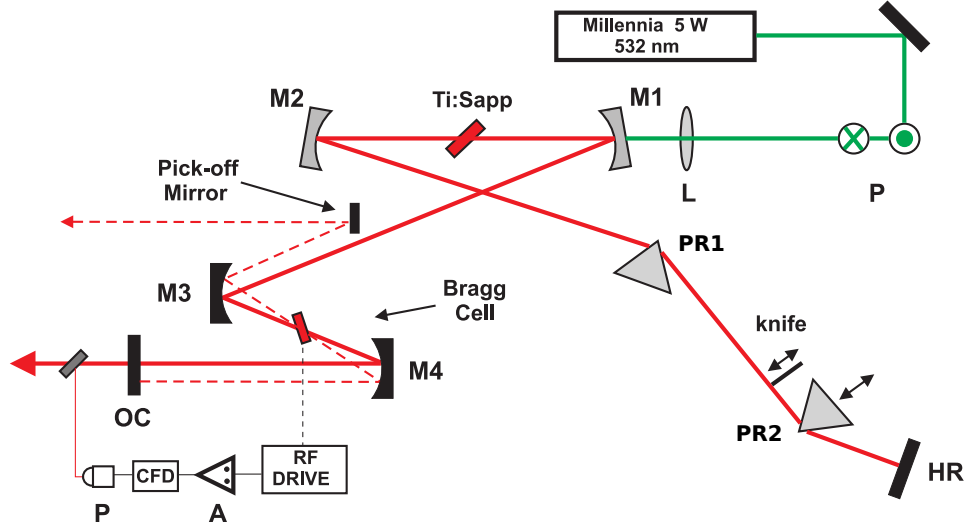 Millennia 5 W
532 nm
M2
Ti:Sapp
M1
Pick-off
Mirror
L
P
PR1
M3
Bragg
Cell
knife
M4
OC
PR2
RF
DRIVE
CFD
HR
P
A